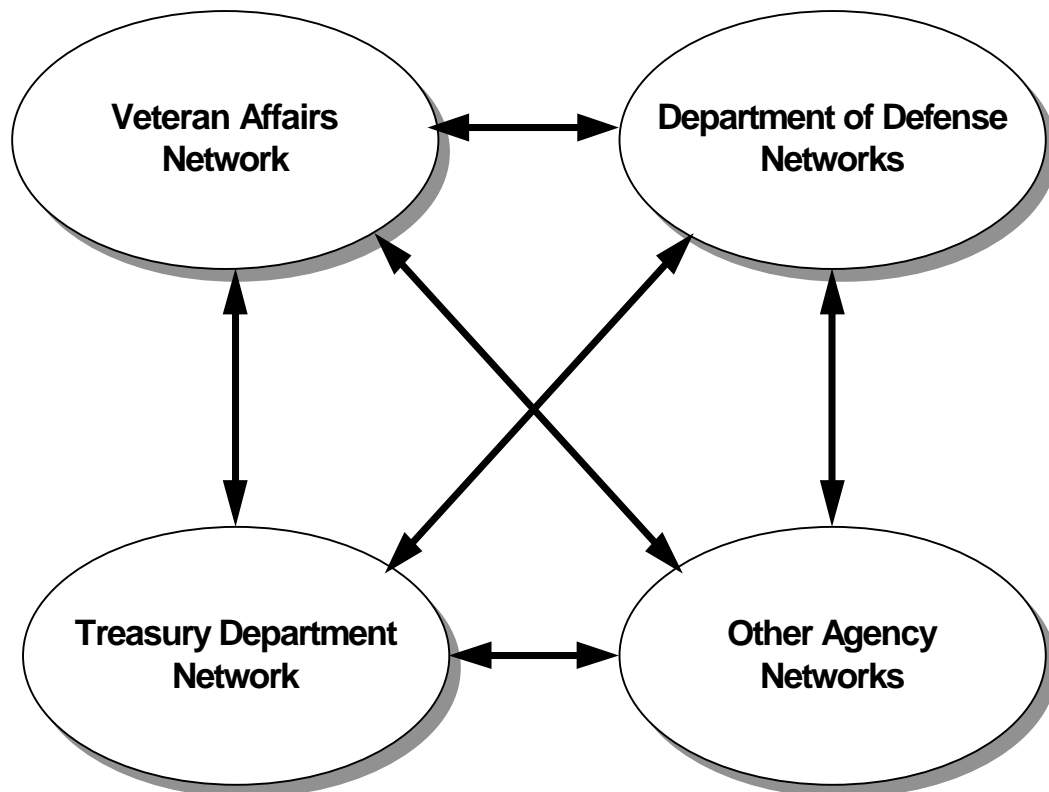 Veteran Affairs
Network
Department of Defense
Networks
Treasury Department
Network
Other Agency
Networks